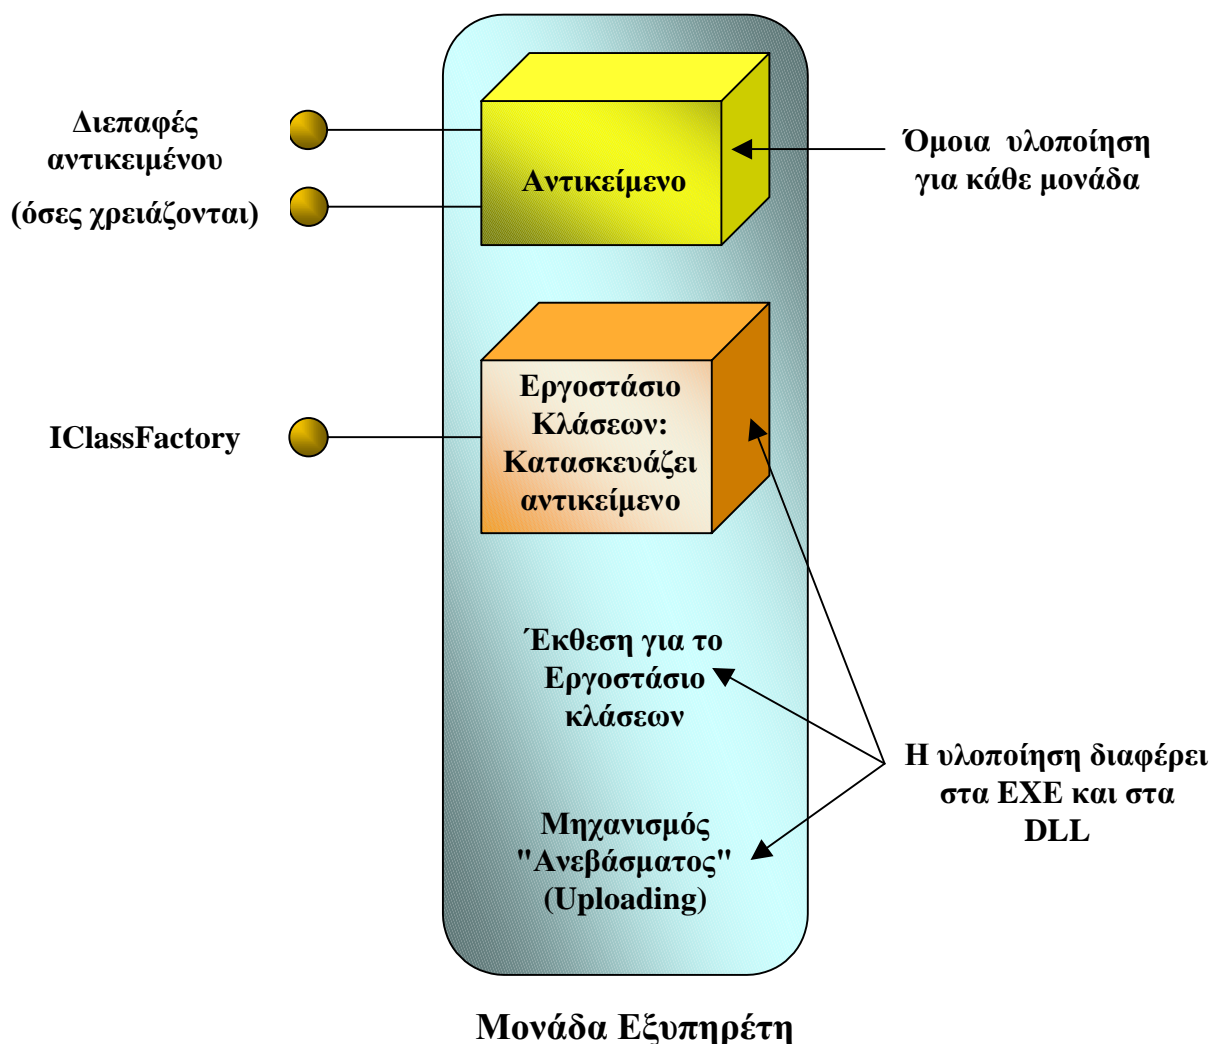 Διεπαφές
αντικειμένου
(όσες χρειάζονται)
Αντικείμενο
Όμοια υλοποίηση
για κάθε μονάδα
IClassFactory
Εργοστάσιο
Κλάσεων:
Κατασκευάζει
αντικείμενο
Έκθεση για το
Εργοστάσιο
κλάσεων
Η υλοποίηση διαφέρει
στα EXE και στα
DLL
Μηχανισμός
"Ανεβάσματος"
(Uploading)
Μονάδα Εξυπηρέτη